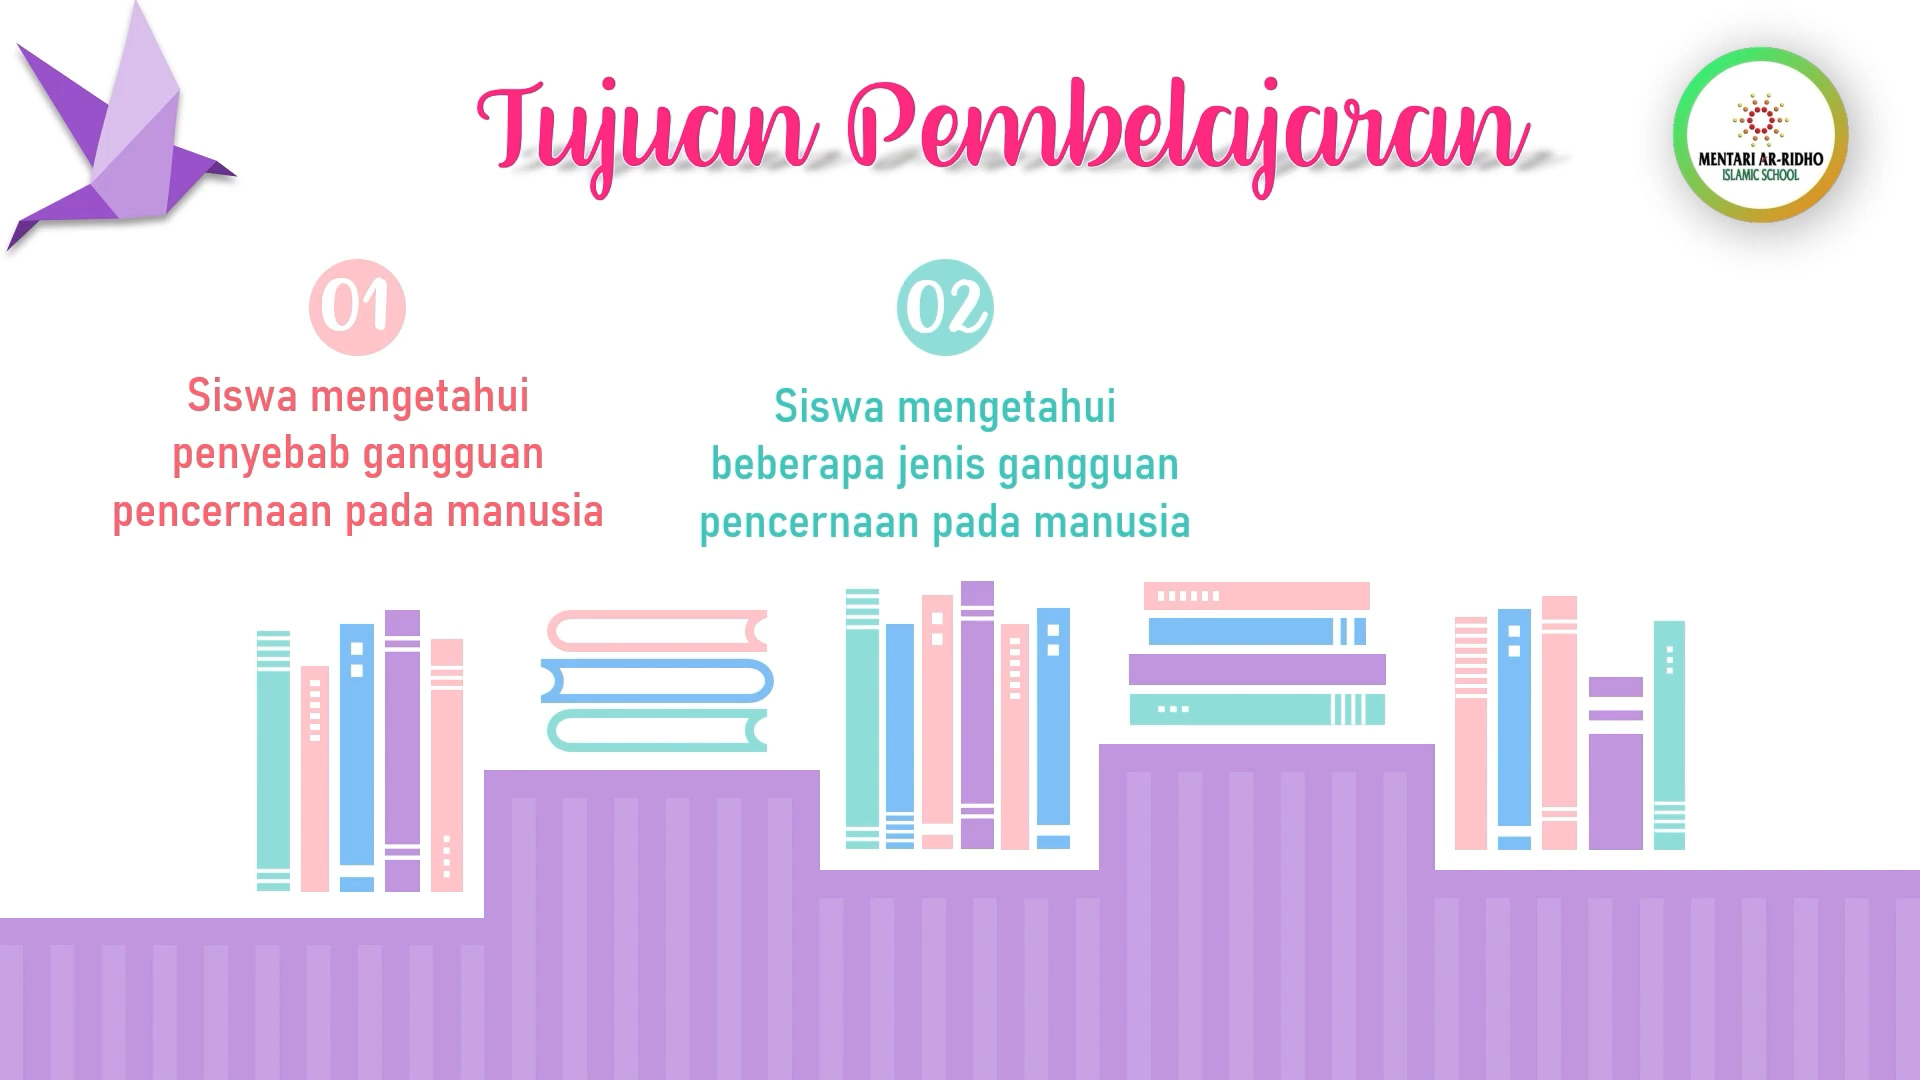 Tujuan Pembelajaran
MENTARI AR-RIDHO
ISLAMIC SCHOOL
01
Siswa mengetahui
penyebab gangguan
pencernaan pada manusia
02
Siswa mengetahui
beberapa jenis gangguan
pencernaan pada manusia